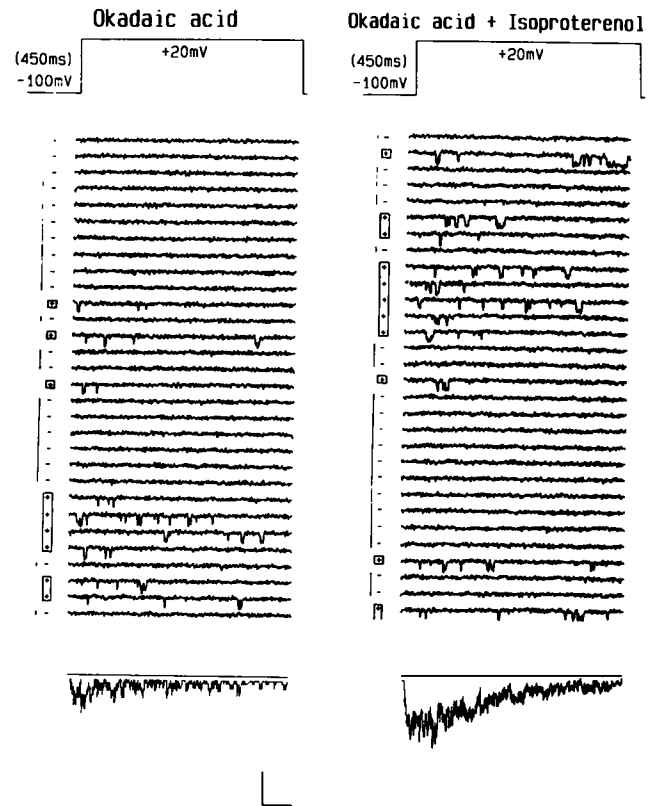 Okadaic acid
(450ms)
-100mV
+20mV
Okadaic acid + Isoproterenol
(450ms)
-100mV
+20mV